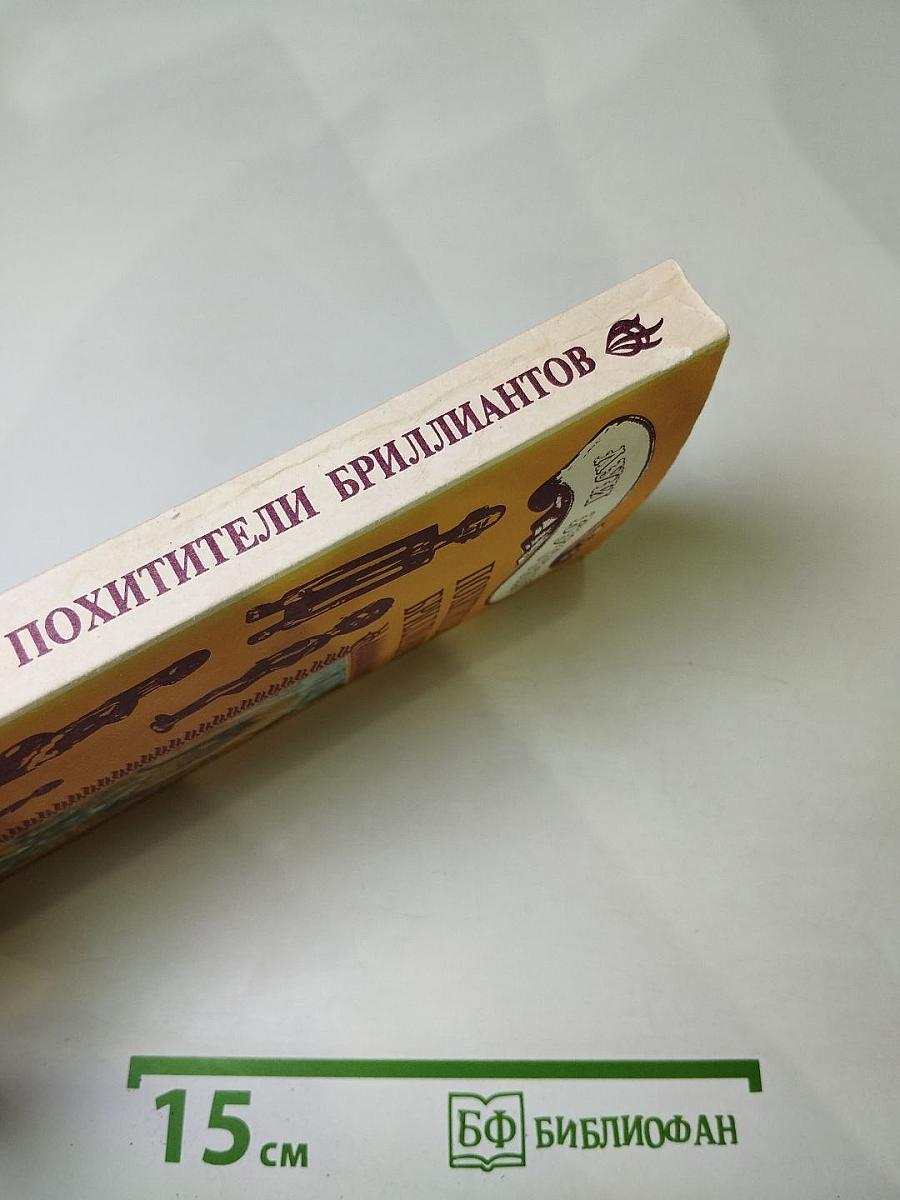 ПОХИТИТЕЛИ БРИЛЛИАНТОВ
15 см
БФ БИБЛИОФАН